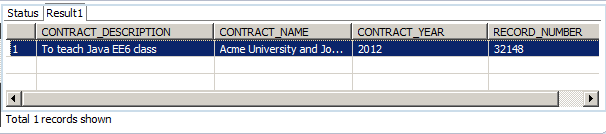 Status Result1
CONTRACT_DESCRIPTION CONTRACT_NAME CONTRACT_YEAR RECORD_NUMBER
1 To teach Java EE6 class Acme University and Jo... 2012 32148
Total 1 records shown